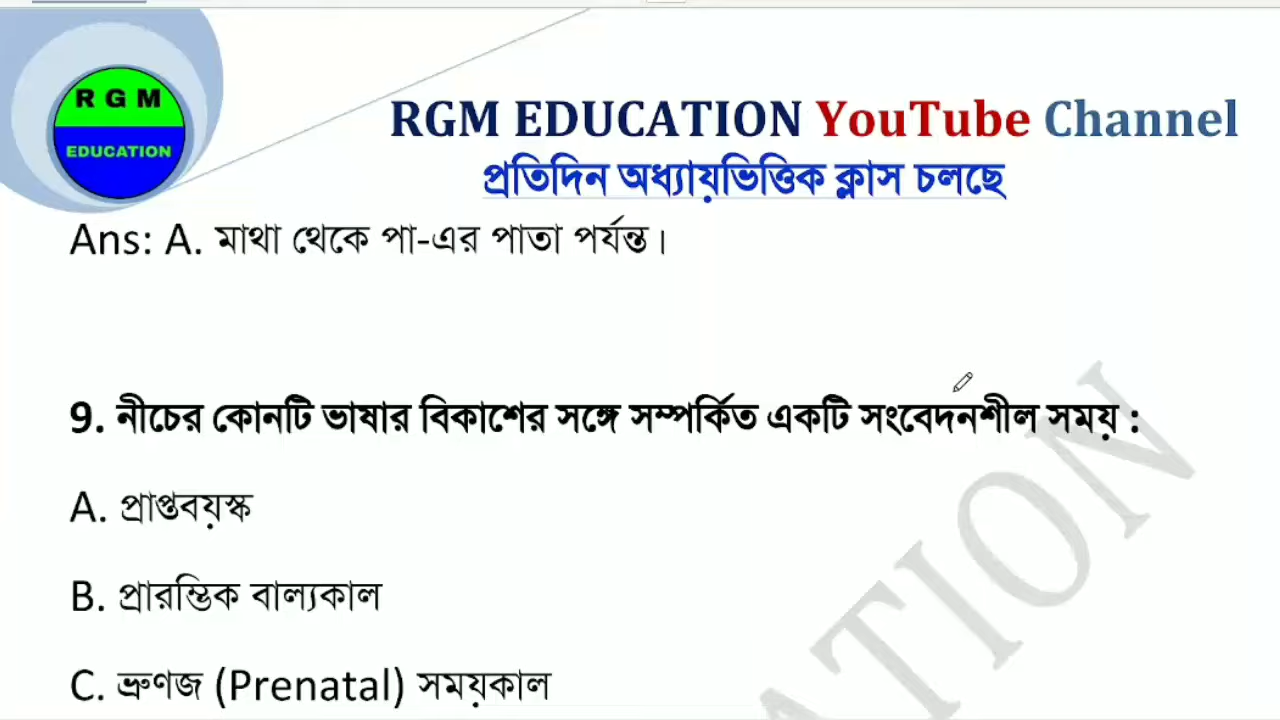 R G M
EDUCATION
RGM EDUCATION YouTube Channel
প্রতিদিন অধ্যায়ভিত্তিক ক্লাস চলছে
Ans: A. মাথা থেকে পা-এর পাতা পর্যন্ত।
9. নীচের কোনটি ভাষার বিকাশের সঙ্গে সম্পর্কিত একটি সংবেদনশীল সময় :
A. প্রাপ্তবয়স্ক
B. প্রারম্ভিক বাল্যকাল
C. ভ্রুণজ (Prenatal) সময়কাল
ATION